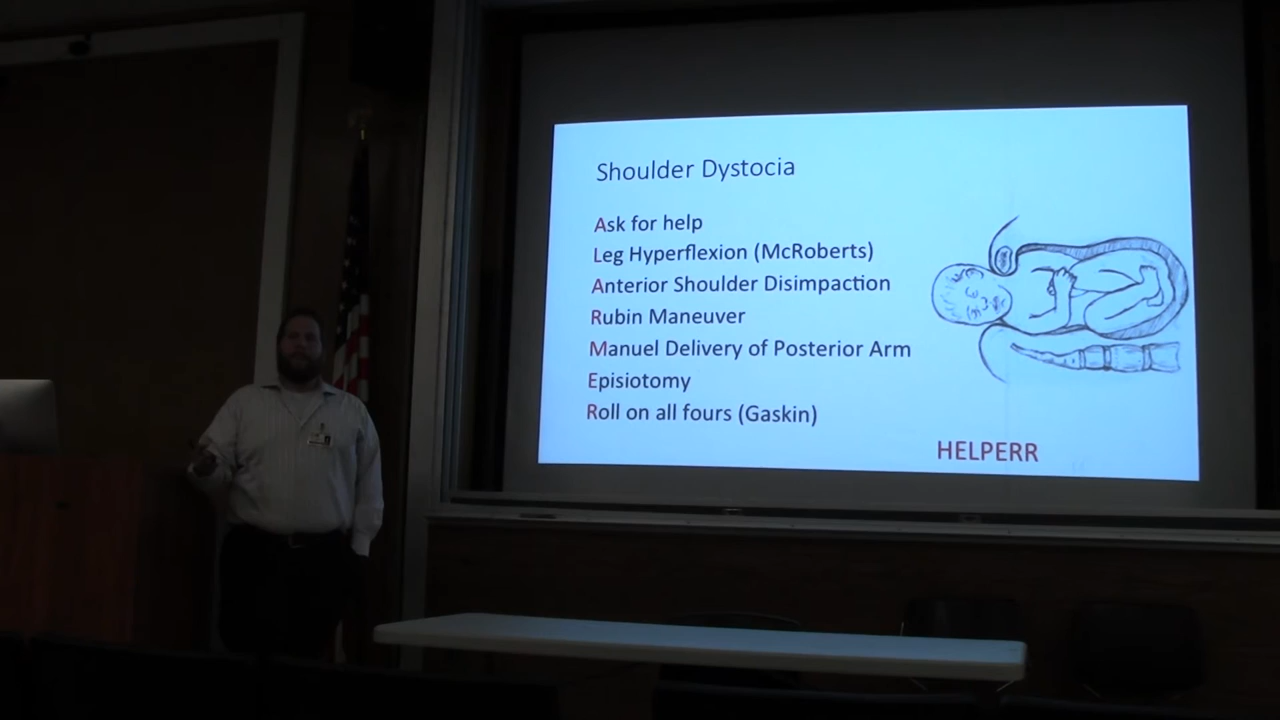 Shoulder Dystocia
Ask for help
Leg Hyperflexion (McRoberts)
Anterior Shoulder Disimpaction
Rubin Maneuver
Manuel Delivery of Posterior Arm
Episiotomy
Roll on all fours (Gaskin)
HELPERR